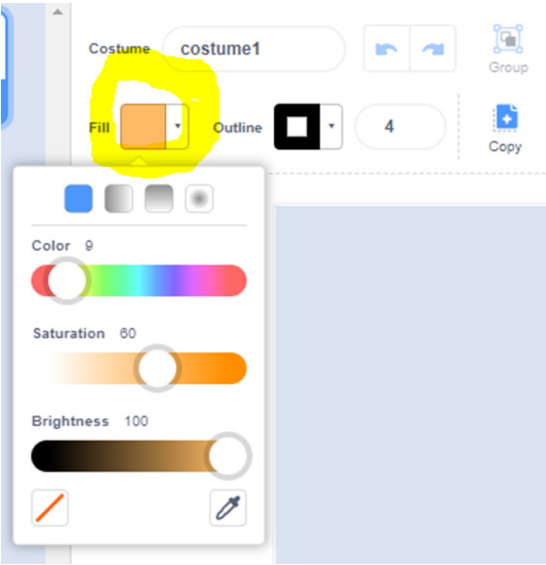 Costume costume1
Group
Fill Outline 4
Copy
Color 9
Saturation 60
Brightness 100